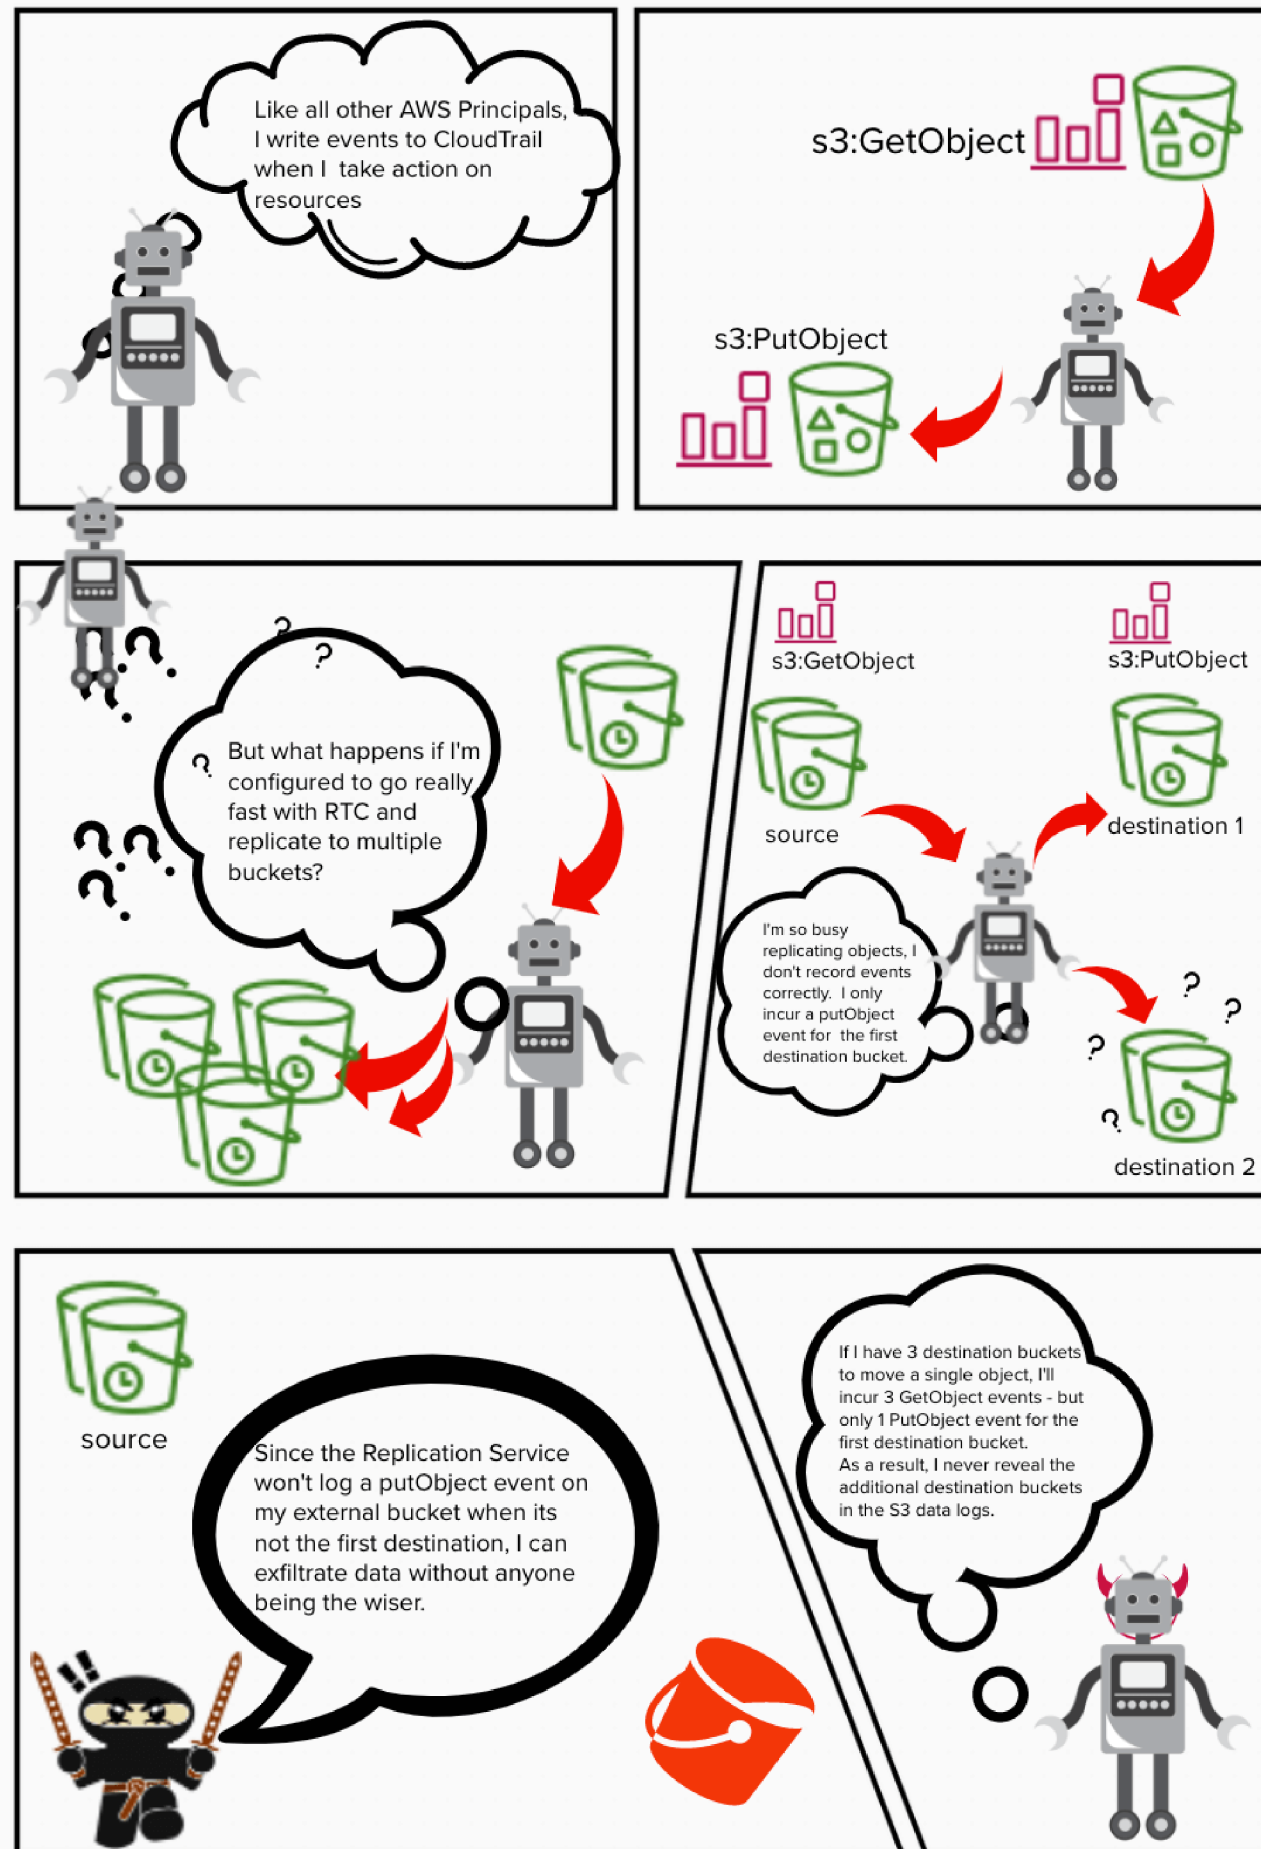 Like all other AWS Principals,
I write events to CloudTrail
when I  take action on
resources
s3:GetObject
s3:PutObject
?
?
?
But what happens if I'm
configured to go really
fast with RTC and
replicate to multiple
buckets?
s3:GetObject
s3:PutObject
source
destination 1
I'm so busy
replicating objects, I
don't record events
correctly.  I only
incur a putObject
event for  the first
destination bucket.
?
?
?
?
destination 2
source
Since the Replication Service
won't log a putObject event on
my external bucket when its
not the first destination, I can
exfiltrate data without anyone
being the wiser.
!!
If I have 3 destination buckets
to move a single object, I'll
incur 3 GetObject events - but
only 1 PutObject event for the
first destination bucket.
As a result, I never reveal the
additional destination buckets
in the S3 data logs.